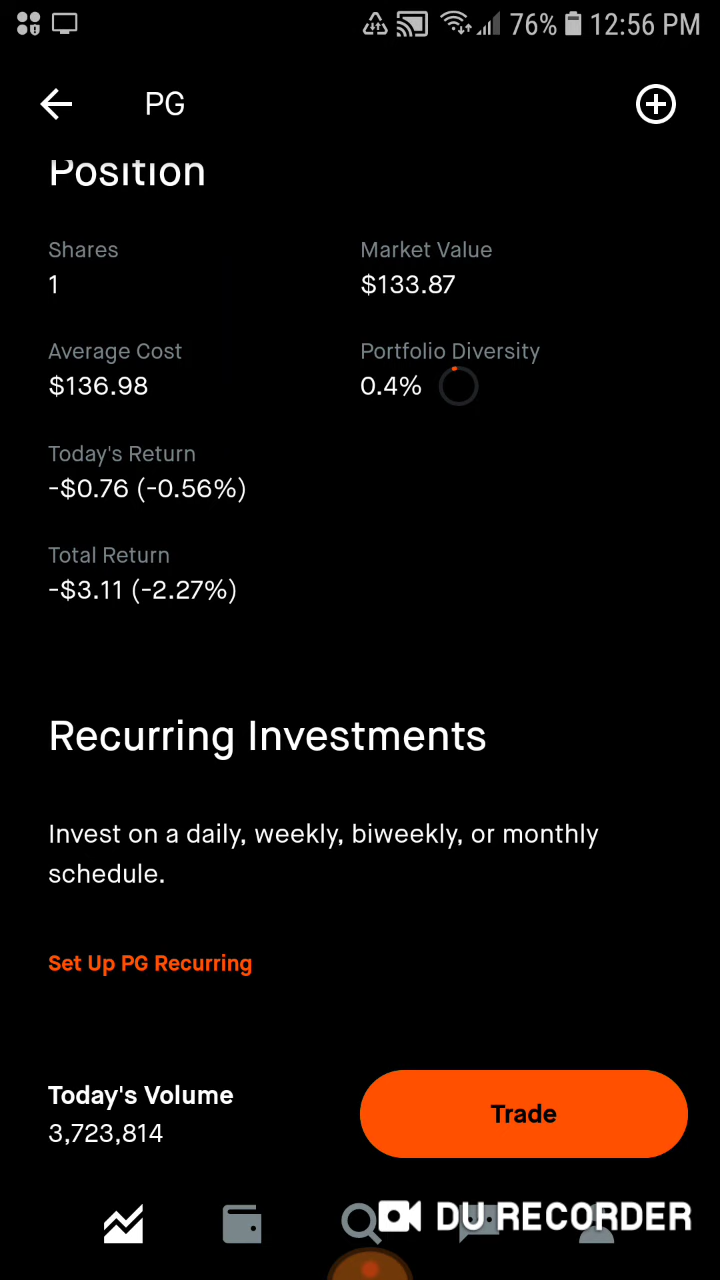 76% 12:56 PM
PG
Position
Shares
1
Market Value
$133.87
Average Cost
$136.98
Portfolio Diversity
0.4%
Today's Return
-$0.76 (-0.56%)
Total Return
-$3.11 (-2.27%)
Recurring Investments
Invest on a daily, weekly, biweekly, or monthly
schedule.
Set Up PG Recurring
Today's Volume
3,723,814
Trade
DU RECORDER